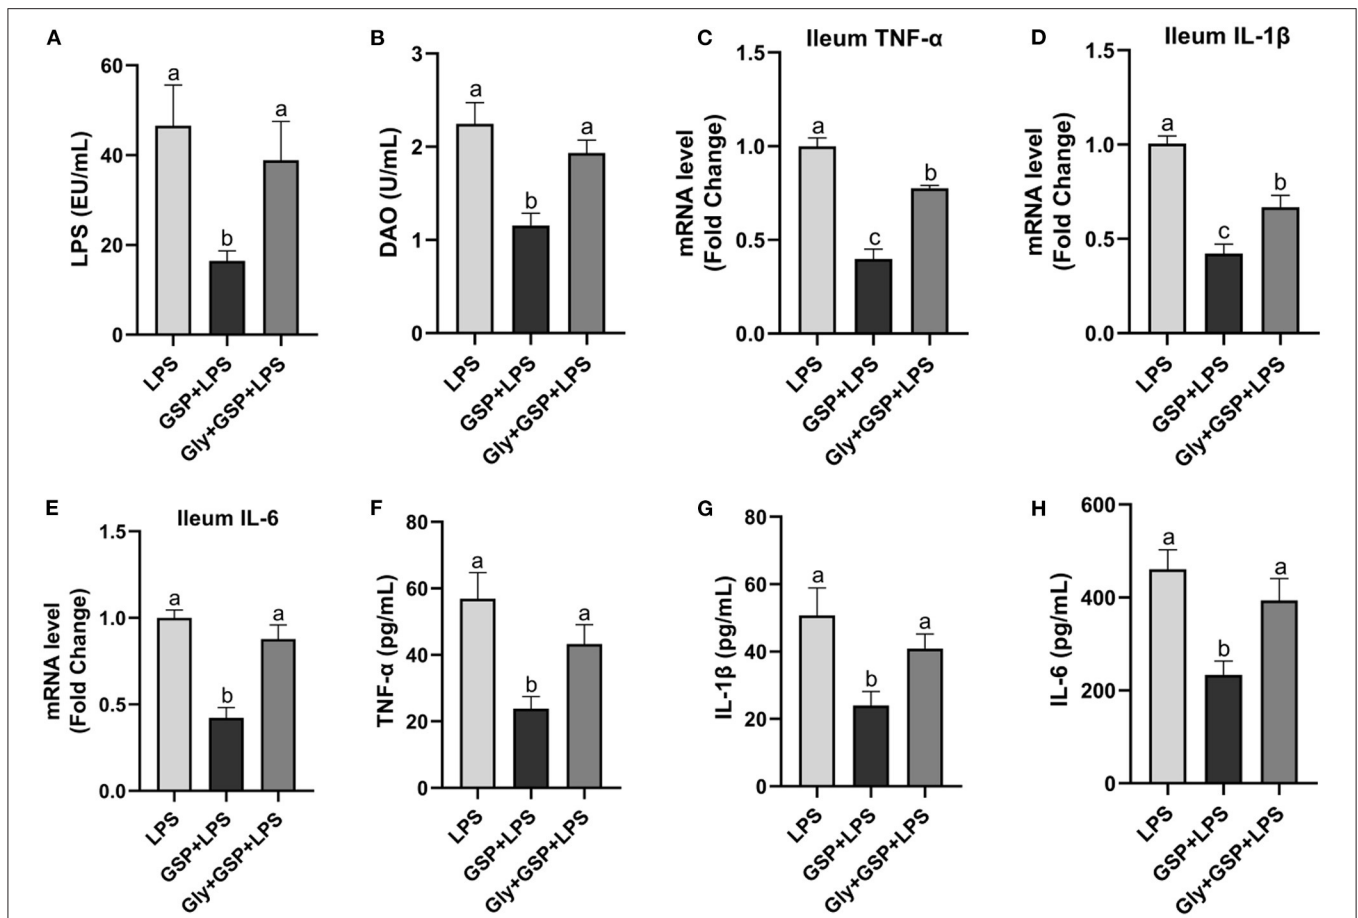 A
LPS (EU/mL)
60
40
20
0
a
b
a
LPS
GSP+LPS
Gly+GSP+LPS
B
DAO (U/mL)
3
2
1
0
a
b
a
LPS
GSP+LPS
Gly+GSP+LPS
C
Ileum TNF-α
mRNA level
(Fold Change)
1.5
1.0
0.5
0.0
a
c
b
LPS
GSP+LPS
Gly+GSP+LPS
D
Ileum IL-1β
mRNA level
(Fold Change)
1.5
1.0
0.5
0.0
a
c
b
LPS
GSP+LPS
Gly+GSP+LPS
E
Ileum IL-6
mRNA level
(Fold Change)
1.5
1.0
0.5
0.0
a
b
a
LPS
GSP+LPS
Gly+GSP+LPS
F
TNF-α (pg/mL)
80
60
40
20
0
a
b
a
LPS
GSP+LPS
Gly+GSP+LPS
G
IL-1β (pg/mL)
80
60
40
20
0
a
b
a
LPS
GSP+LPS
Gly+GSP+LPS
H
IL-6 (pg/mL)
600
400
200
0
a
b
a
LPS
GSP+LPS
Gly+GSP+LPS